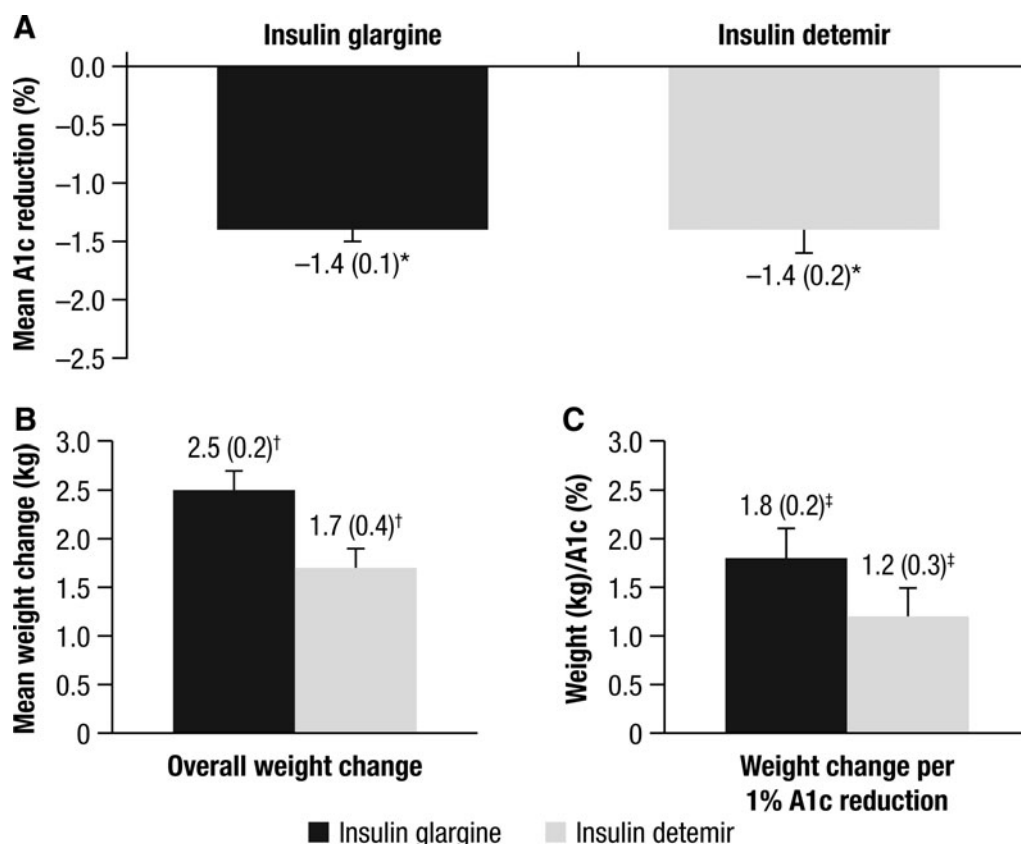 A
Insulin glargine
Insulin detemir
Mean A1c reduction (%)
0.0
–0.5
–1.0
–1.5
–2.0
–2.5
–1.4 (0.1)*
–1.4 (0.2)*
B
Mean weight change (kg)
3.0
2.5
2.0
1.5
1.0
0.5
0
2.5 (0.2)†
1.7 (0.4)†
Overall weight change
C
Weight (kg)/A1c (%)
3.0
2.5
2.0
1.5
1.0
0.5
0
1.8 (0.2)‡
1.2 (0.3)‡
Weight change per
1% A1c reduction
Insulin glargine
Insulin detemir